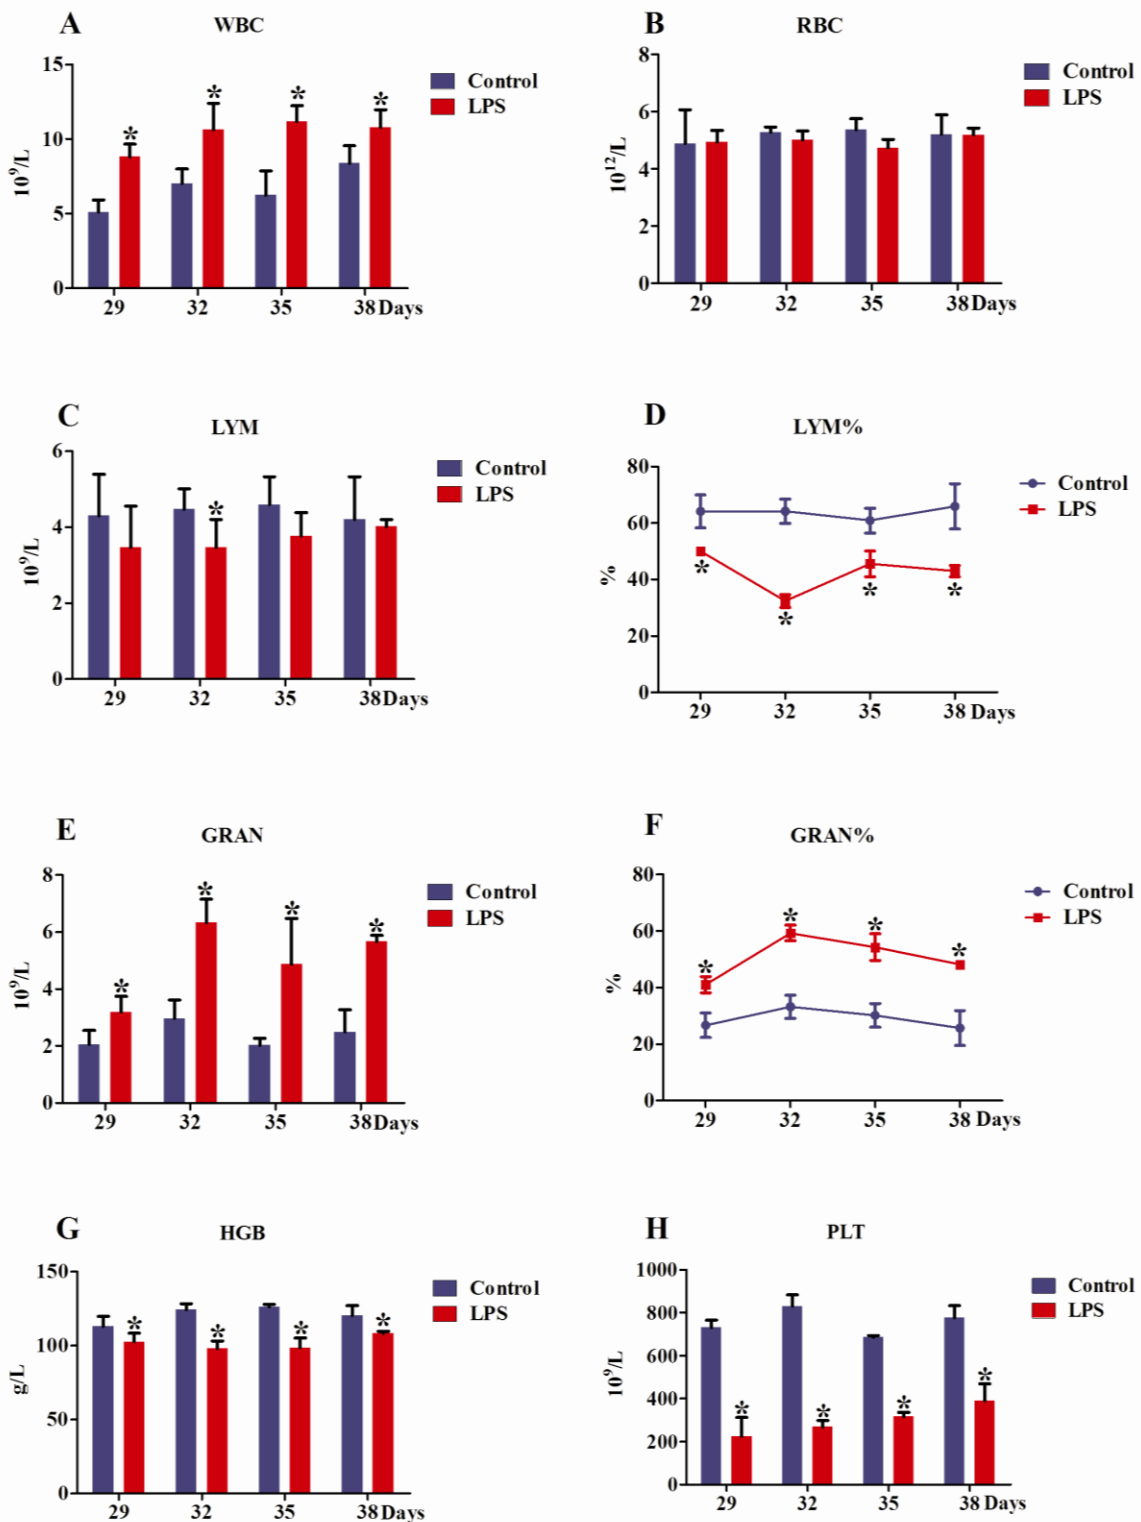 A WBC
15
10
5
0
10⁹/L
* * * *
29 32 35 38 Days
Control
LPS
B RBC
8
6
4
2
0
10¹²/L
29 32 35 38 Days
Control
LPS
C LYM
6
4
2
0
10⁹/L
*
29 32 35 38 Days
Control
LPS
D LYM%
80
60
40
20
0
%
* * * *
29 32 35 38 Days
Control
LPS
E GRAN
8
6
4
2
0
10⁹/L
* * * *
29 32 35 38 Days
Control
LPS
F GRAN%
80
60
40
20
0
%
* * * *
29 32 35 38 Days
Control
LPS
G HGB
150
100
50
0
g/L
* * * *
29 32 35 38 Days
Control
LPS
H PLT
1000
800
600
400
200
0
10⁹/L
* * * *
29 32 35 38 Days
Control
LPS